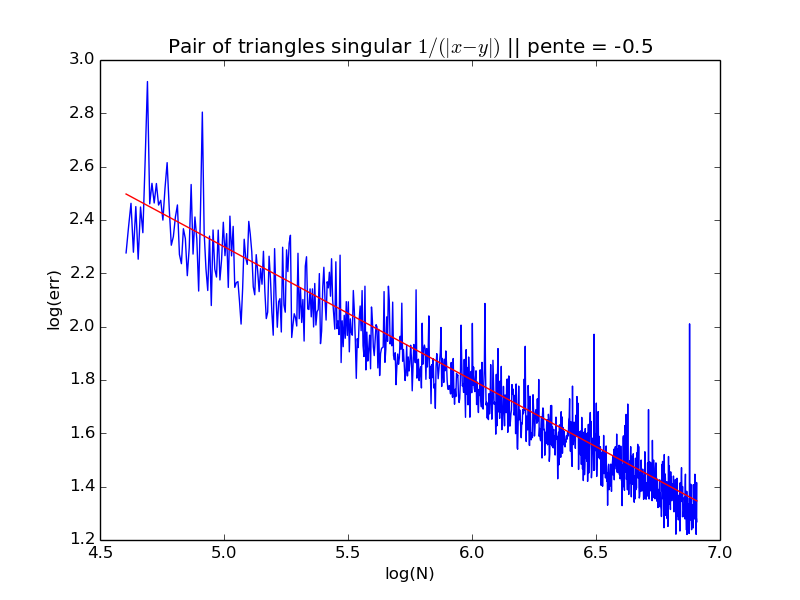 Pair of triangles singular 1/(|x−y|) || pente = -0.5
3.0
2.8
2.6
2.4
2.2
2.0
1.8
1.6
1.4
1.2
log(err)
4.5 5.0 5.5 6.0 6.5 7.0
log(N)